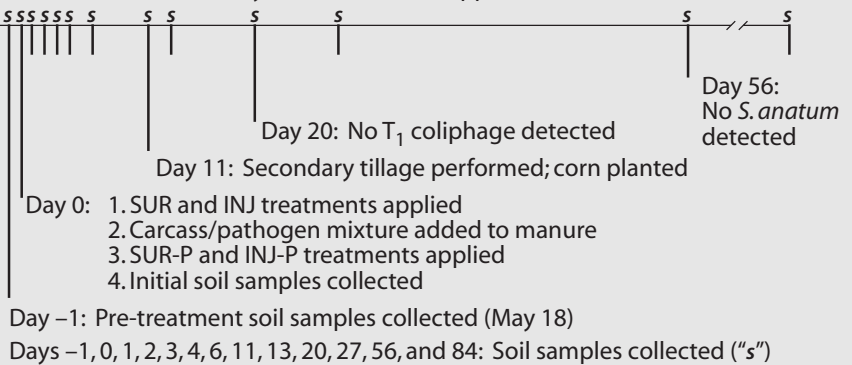 s s s s s s s s s s s s s
Day 56:
No S. anatum
detected
Day 20: No T₁ coliphage detected
Day 11: Secondary tillage performed; corn planted
Day 0: 1. SUR and INJ treatments applied
2. Carcass/pathogen mixture added to manure
3. SUR-P and INJ-P treatments applied
4. Initial soil samples collected
Day –1: Pre-treatment soil samples collected (May 18)
Days –1, 0, 1, 2, 3, 4, 6, 11, 13, 20, 27, 56, and 84: Soil samples collected ("s")